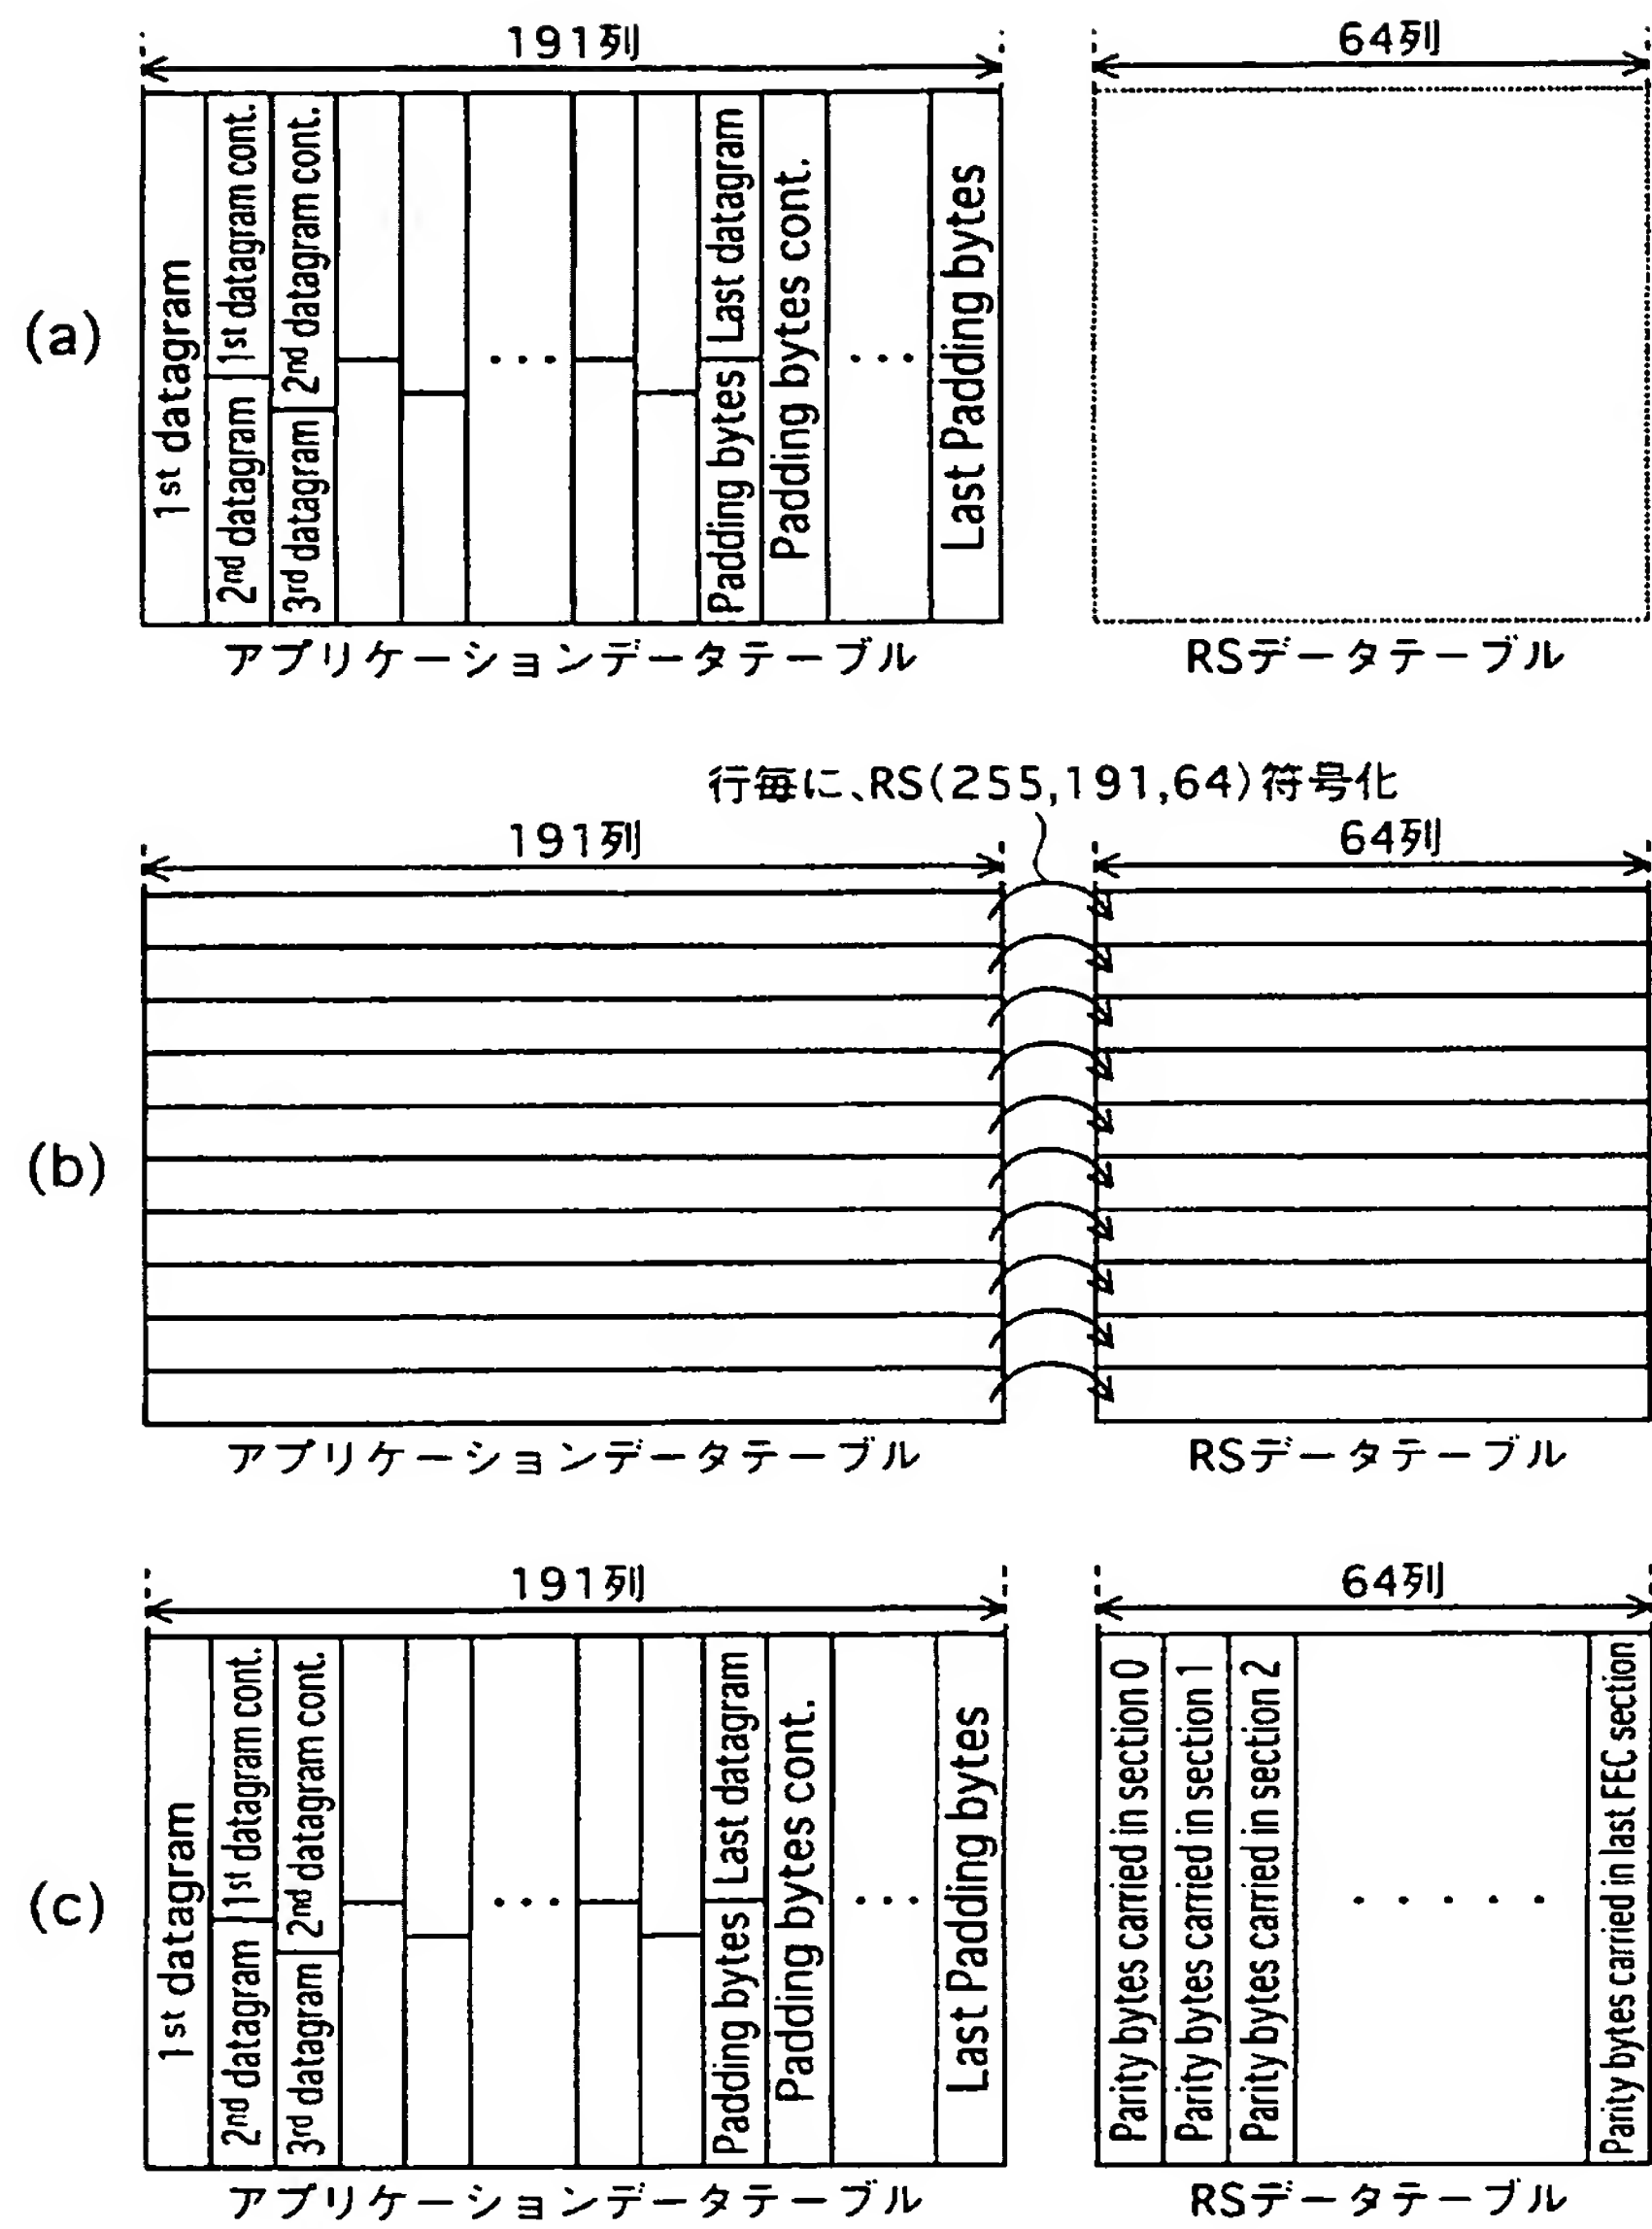 191列
64列
(a)
1st datagram
1st datagram cont.
2nd datagram
2nd datagram cont.
3rd datagram
...
Last datagram
Padding bytes
Padding bytes cont.
...
Last Padding bytes
アプリケーションデータテーブル
RSデータテーブル
行毎に、RS(255,191,64)符号化
191列
64列
(b)
アプリケーションデータテーブル
RSデータテーブル
191列
64列
(c)
1st datagram
1st datagram cont.
2nd datagram
2nd datagram cont.
3rd datagram
...
Last datagram
Padding bytes
Padding bytes cont.
...
Last Padding bytes
Parity bytes carried in section 0
Parity bytes carried in section 1
Parity bytes carried in section 2
.....
Parity bytes carried in last FEC section
アプリケーションデータテーブル
RSデータテーブル